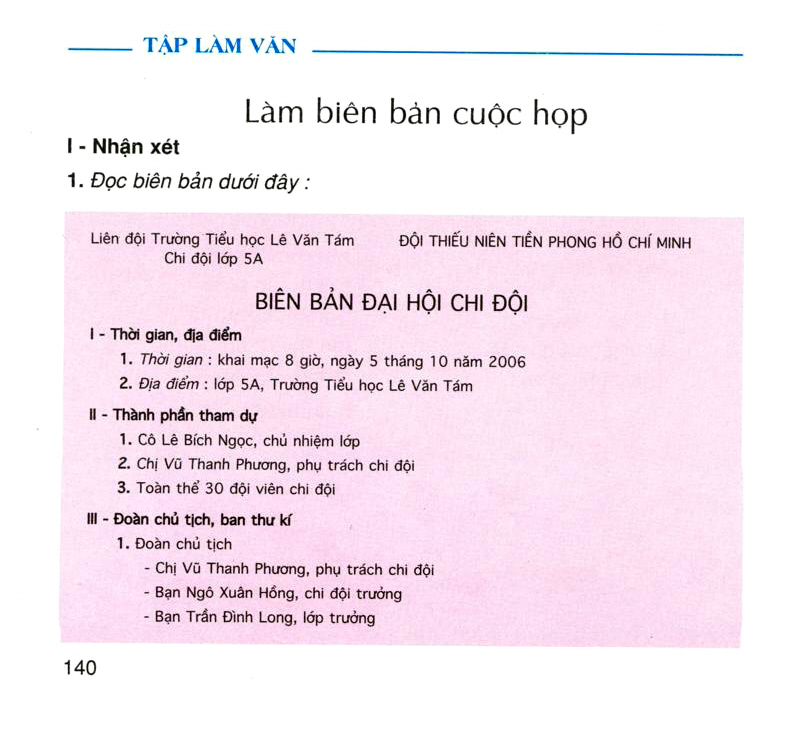 TẬP LÀM VĂN
Làm biên bản cuộc họp
I - Nhận xét
1. Đọc biên bản dưới đây :
Liên đội Trường Tiểu học Lê Văn Tám ĐỘI THIẾU NIÊN TIỀN PHONG HỒ CHÍ MINH
Chi đội lớp 5A
BIÊN BẢN ĐẠI HỘI CHI ĐỘI
I - Thời gian, địa điểm
1. Thời gian : khai mạc 8 giờ, ngày 5 tháng 10 năm 2006
2. Địa điểm : lớp 5A, Trường Tiểu học Lê Văn Tám
II - Thành phần tham dự
1. Cô Lê Bích Ngọc, chủ nhiệm lớp
2. Chị Vũ Thanh Phương, phụ trách chi đội
3. Toàn thể 30 đội viên chi đội
III - Đoàn chủ tịch, ban thư kí
1. Đoàn chủ tịch
- Chị Vũ Thanh Phương, phụ trách chi đội
- Bạn Ngô Xuân Hồng, chi đội trưởng
- Bạn Trần Đình Long, lớp trưởng
140